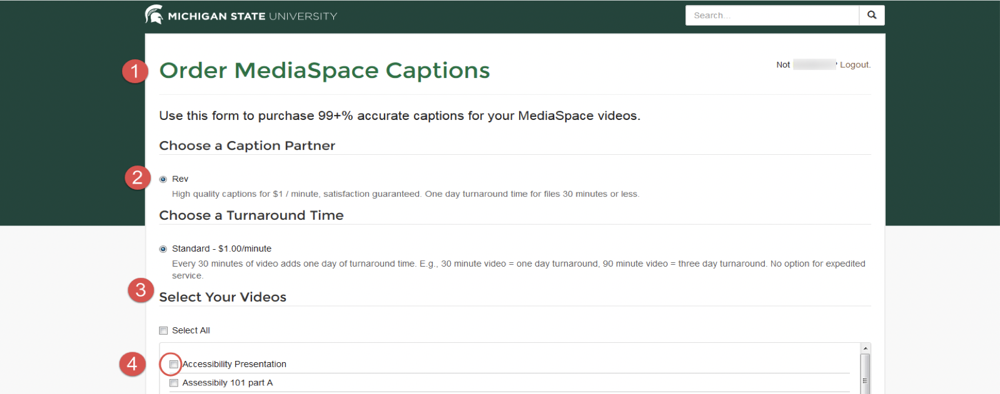 MICHIGAN STATE UNIVERSITY
Search...
1
Order MediaSpace Captions
Not ? Logout.
Use this form to purchase 99+% accurate captions for your MediaSpace videos.
Choose a Caption Partner
2
Rev
High quality captions for $1 / minute, satisfaction guaranteed. One day turnaround time for files 30 minutes or less.
Choose a Turnaround Time
Standard - $1.00/minute
Every 30 minutes of video adds one day of turnaround time. E.g., 30 minute video = one day turnaround, 90 minute video = three day turnaround. No option for expedited
service.
3
Select Your Videos
Select All
4
Accessibility Presentation
Assessibily 101 part A